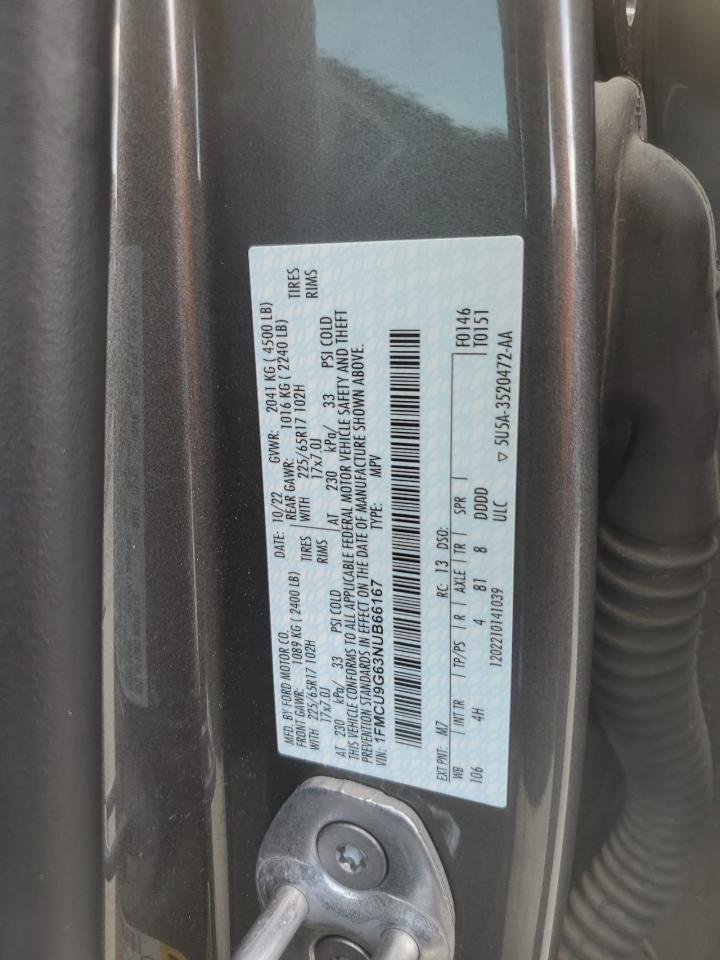 MFD. BY FORD MOTOR CO. DATE: 10/22 GVWR: 2041 KG ( 4500 LB)
FRONT GAWR: 1089 KG ( 2400 LB) REAR GAWR: 1016 KG ( 2240 LB)
WITH 225/65R17 102H TIRES WITH 225/65R17 102H TIRES
17x7.0J RIMS 17x7.0J RIMS
AT 230 kPa/ 33 PSI COLD AT 230 kPa/ 33 PSI COLD
THIS VEHICLE CONFORMS TO ALL APPLICABLE FEDERAL MOTOR VEHICLE SAFETY AND THEFT
PREVENTION STANDARDS IN EFFECT ON THE DATE OF MANUFACTURE SHOWN ABOVE.
VIN: 1FMCU9G63NUB66167 TYPE: MPV
EXT PNT: M7 RC: 13 DSO: F0146
WB INT TR TP/PS R AXLE TR SPR T0151
106 4H 4 81 8 DDDD
1202210141039 ULC ▽ 5U5A-3520472-AA